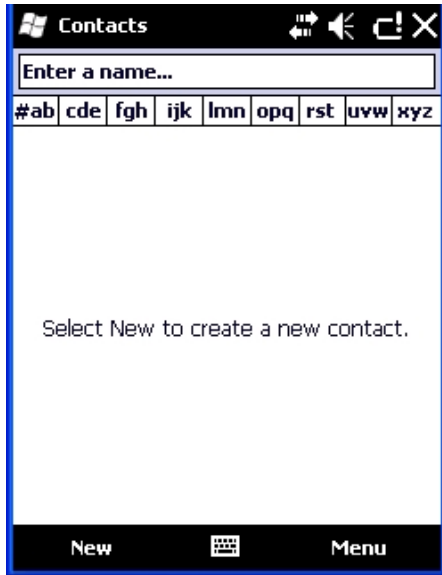 Contacts
Enter a name...
#ab cde fgh ijk lmn opq rst uvw xyz
Select New to create a new contact.
New Menu